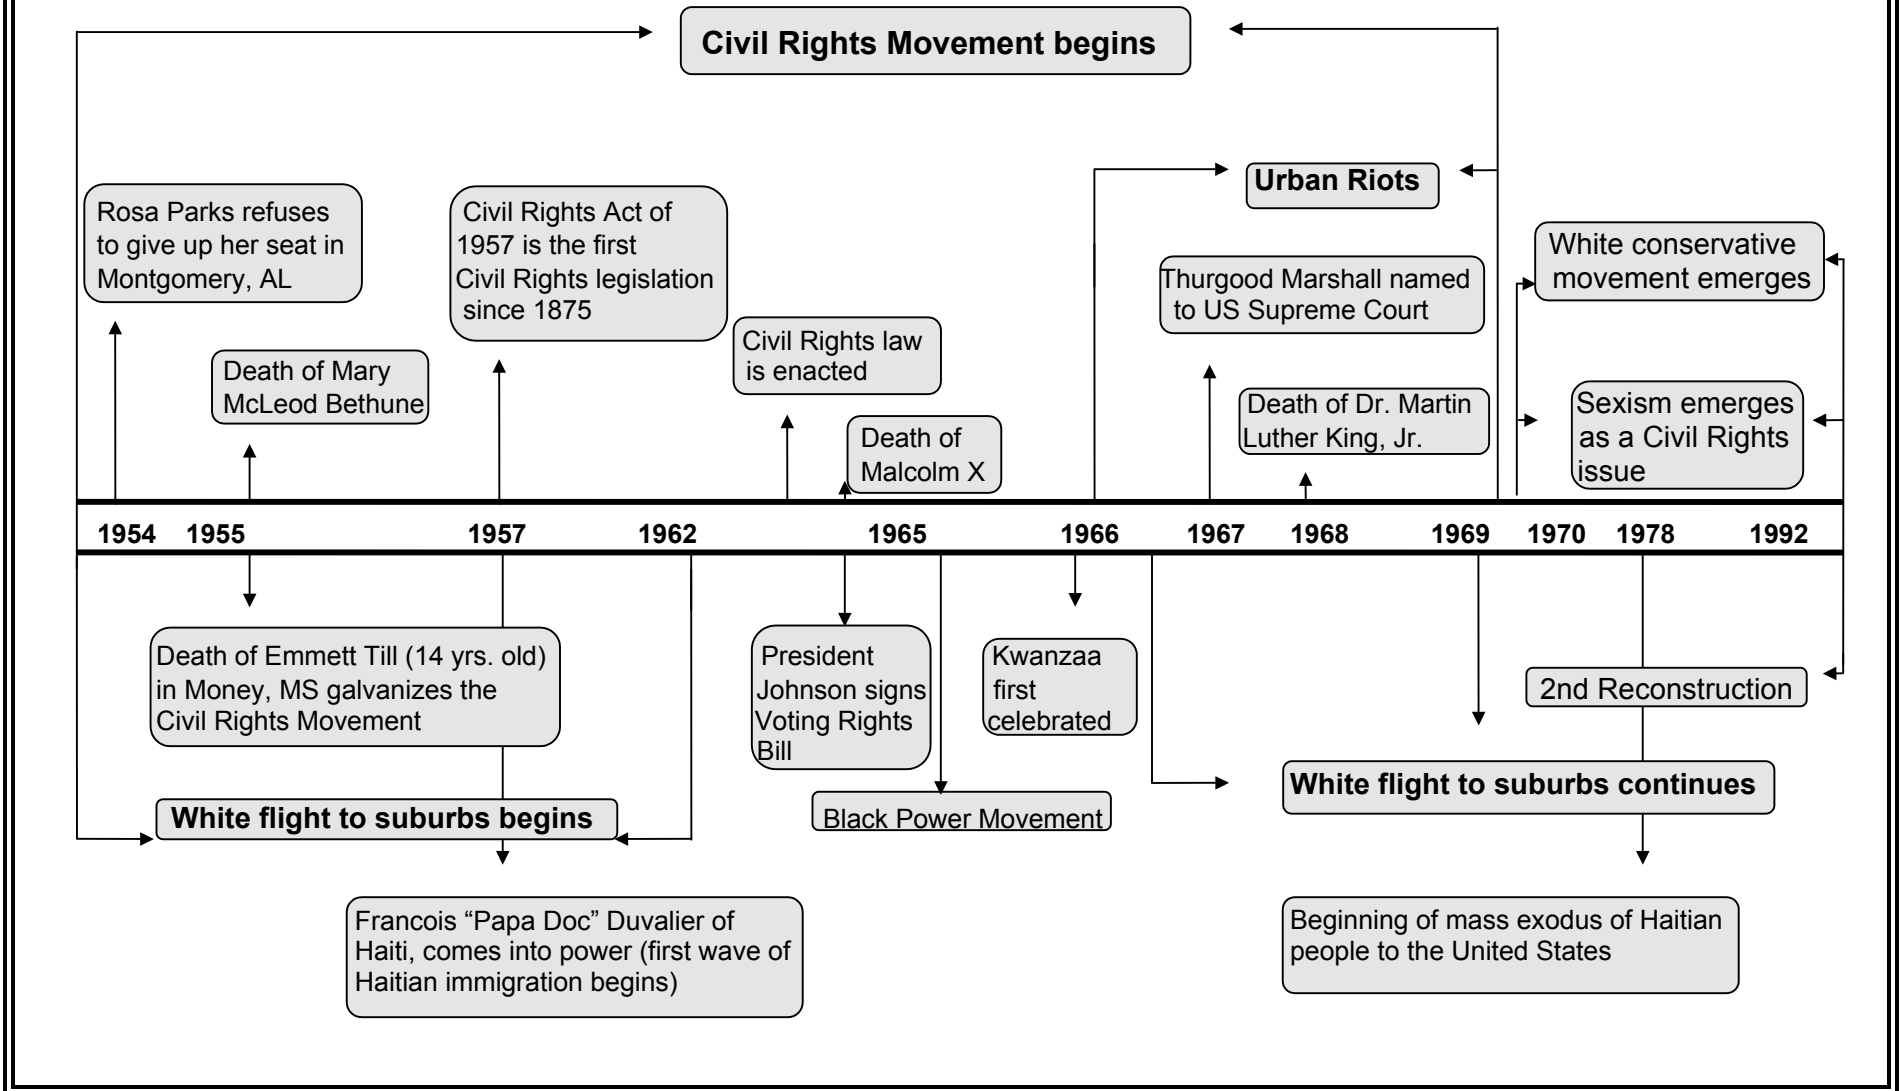 Civil Rights Movement begins
Urban Riots
Rosa Parks refuses
to give up her seat in
Montgomery, AL
Civil Rights Act of
1957 is the first
Civil Rights legislation
since 1875
White conservative
movement emerges
Thurgood Marshall named
to US Supreme Court
Civil Rights law
is enacted
Death of Mary
McLeod Bethune
Death of Dr. Martin
Luther King, Jr.
Sexism emerges
as a Civil Rights
issue
Death of
Malcolm X
1954 1955 1957 1962 1965 1966 1967 1968 1969 1970 1978 1992
Death of Emmett Till (14 yrs. old)
in Money, MS galvanizes the
Civil Rights Movement
President
Johnson signs
Voting Rights
Bill
Kwanzaa
first
celebrated
2nd Reconstruction
White flight to suburbs continues
White flight to suburbs begins
Black Power Movement
Francois “Papa Doc” Duvalier of
Haiti, comes into power (first wave of
Haitian immigration begins)
Beginning of mass exodus of Haitian
people to the United States